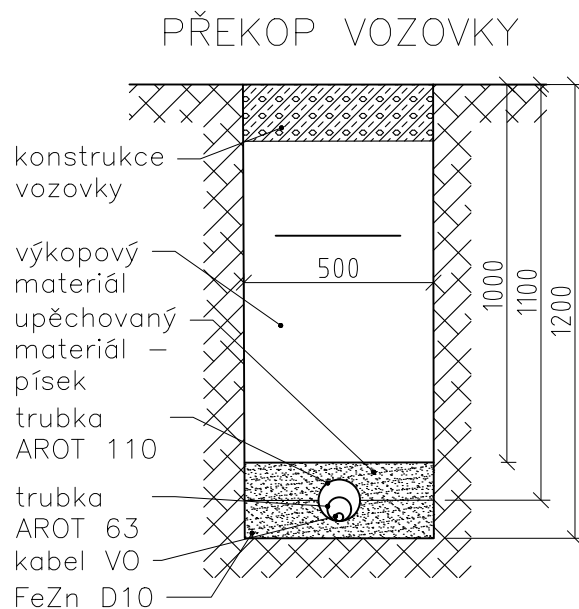 PŘEKOP VOZOVKY
konstrukce
vozovky
výkopový
materiál
upěchovaný
materiál –
písek
trubka
AROT 110
trubka
AROT 63
kabel VO
FeZn D10
500
1000
1100
1200